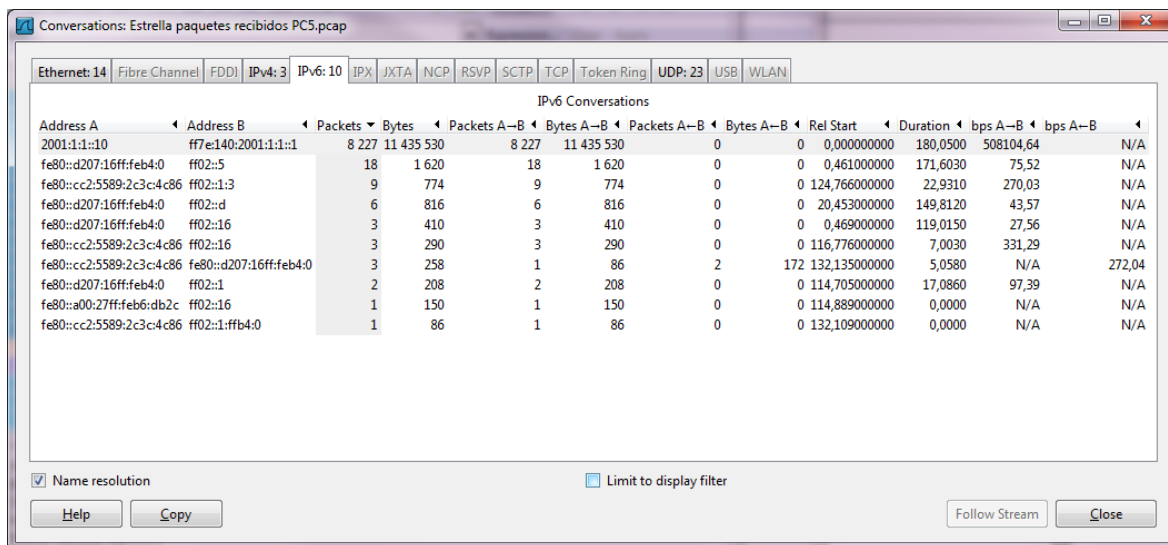 Conversations: Estrella paquetes recibidos PC5.pcap
Ethernet: 14 Fibre Channel FDDI IPv4: 3 IPv6: 10 IPX JXTA NCP RSVP SCTP TCP Token Ring UDP: 23 USB WLAN
IPv6 Conversations
Address A Address B Packets Bytes Packets A→B Bytes A→B Packets A←B Bytes A←B Rel Start Duration bps A→B bps A←B
2001:1:1::10 ff7e:140:2001:1:1::1 8 227 11 435 530 8 227 11 435 530 0 0 0,000000000 180,0500 508104,64 N/A
fe80::d207:16ff:feb4:0 ff02::5 18 1 620 18 1 620 0 0 0,461000000 171,6030 75,52 N/A
fe80::cc2:5589:2c3c:4c86 ff02::1:3 9 774 9 774 0 0 124,766000000 22,9310 270,03 N/A
fe80::d207:16ff:feb4:0 ff02::d 6 816 6 816 0 0 20,453000000 149,8120 43,57 N/A
fe80::d207:16ff:feb4:0 ff02::16 3 410 3 410 0 0 0,469000000 119,0150 27,56 N/A
fe80::cc2:5589:2c3c:4c86 ff02::16 3 290 3 290 0 0 116,776000000 7,0030 331,29 N/A
fe80::cc2:5589:2c3c:4c86 fe80::d207:16ff:feb4:0 3 258 1 86 2 172 132,135000000 5,0580 N/A 272,04
fe80::d207:16ff:feb4:0 ff02::1 2 208 2 208 0 0 114,705000000 17,0860 97,39 N/A
fe80::a00:27ff:feb6:db2c ff02::16 1 150 1 150 0 0 114,889000000 0,0000 N/A N/A
fe80::cc2:5589:2c3c:4c86 ff02::1:ffb4:0 1 86 1 86 0 0 132,109000000 0,0000 N/A N/A
Name resolution Limit to display filter
Help Copy Follow Stream Close